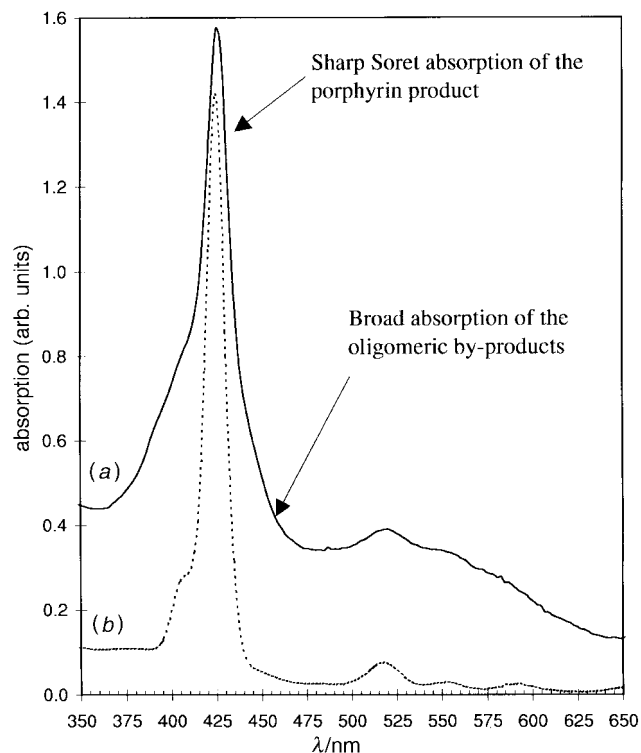 1.6
Sharp Soret absorption of the
porphyrin product
1.4
1.2
1.0
absorption (arb. units)
Broad absorption of the
oligomeric by-products
0.8
0.6
(a)
0.4
0.2
(b)
0.0
350 375 400 425 450 475 500 525 550 575 600 625 650
λ/nm